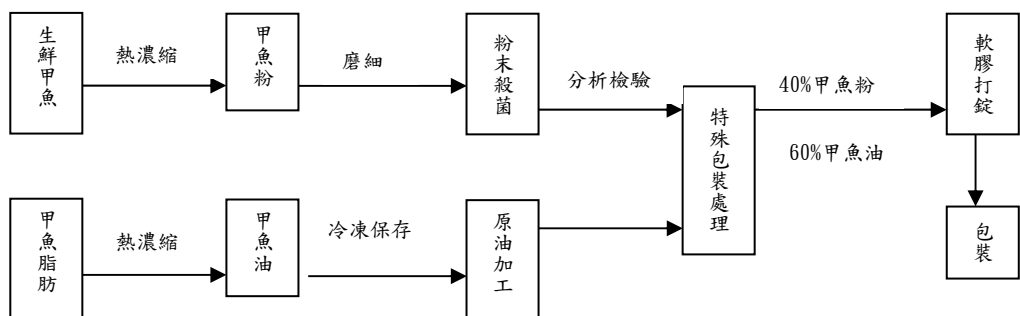 生鮮甲魚
熱濃縮
甲魚粉
磨細
粉末殺菌
分析檢驗
特殊包裝處理
40%甲魚粉
60%甲魚油
軟膠打錠
包裝
甲魚脂肪
熱濃縮
甲魚油
冷凍保存
原油加工